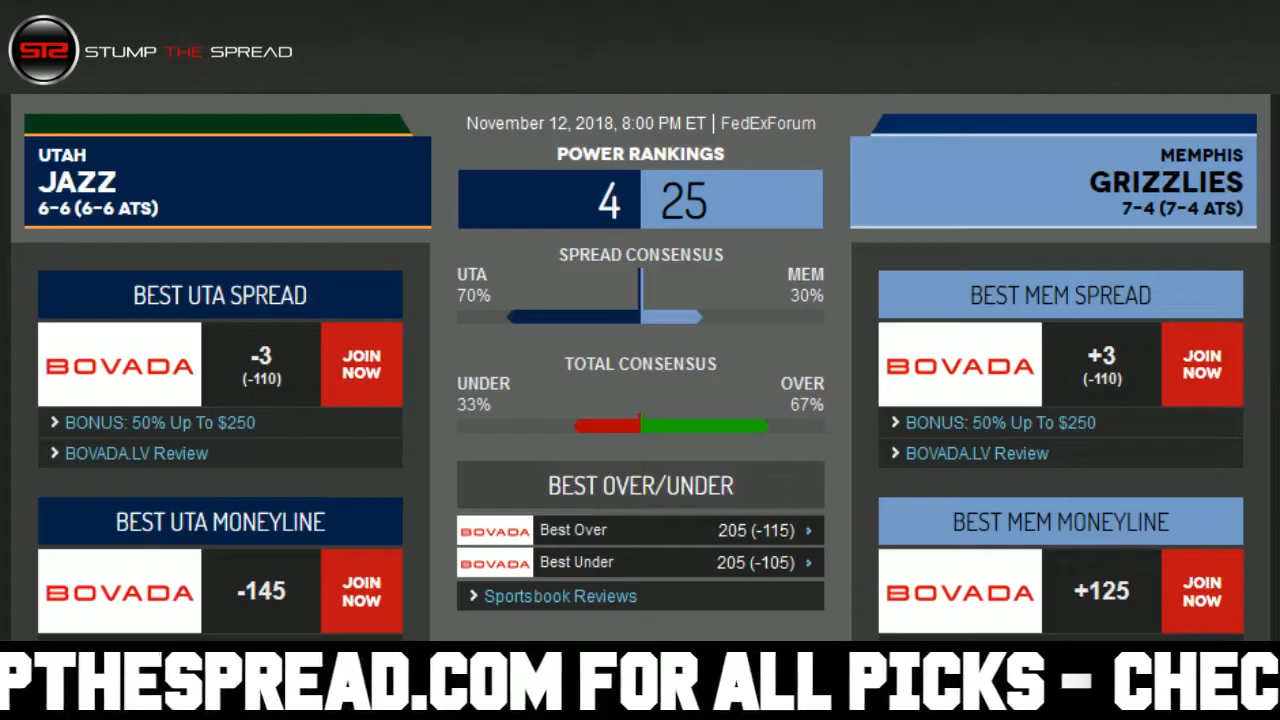 STS STUMP THE SPREAD
November 12, 2018, 8:00 PM ET | FedExForum
UTAH
JAZZ
6-6 (6-6 ATS)
POWER RANKINGS
4 25
MEMPHIS
GRIZZLIES
7-4 (7-4 ATS)
SPREAD CONSENSUS
UTA MEM
70% 30%
TOTAL CONSENSUS
UNDER OVER
33% 67%
BEST UTA SPREAD
BOVADA -3 JOIN
(-110) NOW
BONUS: 50% Up To $250
BOVADA.LV Review
BEST UTA MONEYLINE
BOVADA -145 JOIN
NOW
BEST OVER/UNDER
BOVADA Best Over 205 (-115)
BOVADA Best Under 205 (-105)
Sportsbook Reviews
BEST MEM SPREAD
BOVADA +3 JOIN
(-110) NOW
BONUS: 50% Up To $250
BOVADA.LV Review
BEST MEM MONEYLINE
BOVADA +125 JOIN
NOW
PTHESPREAD.COM FOR ALL PICKS - CHEC